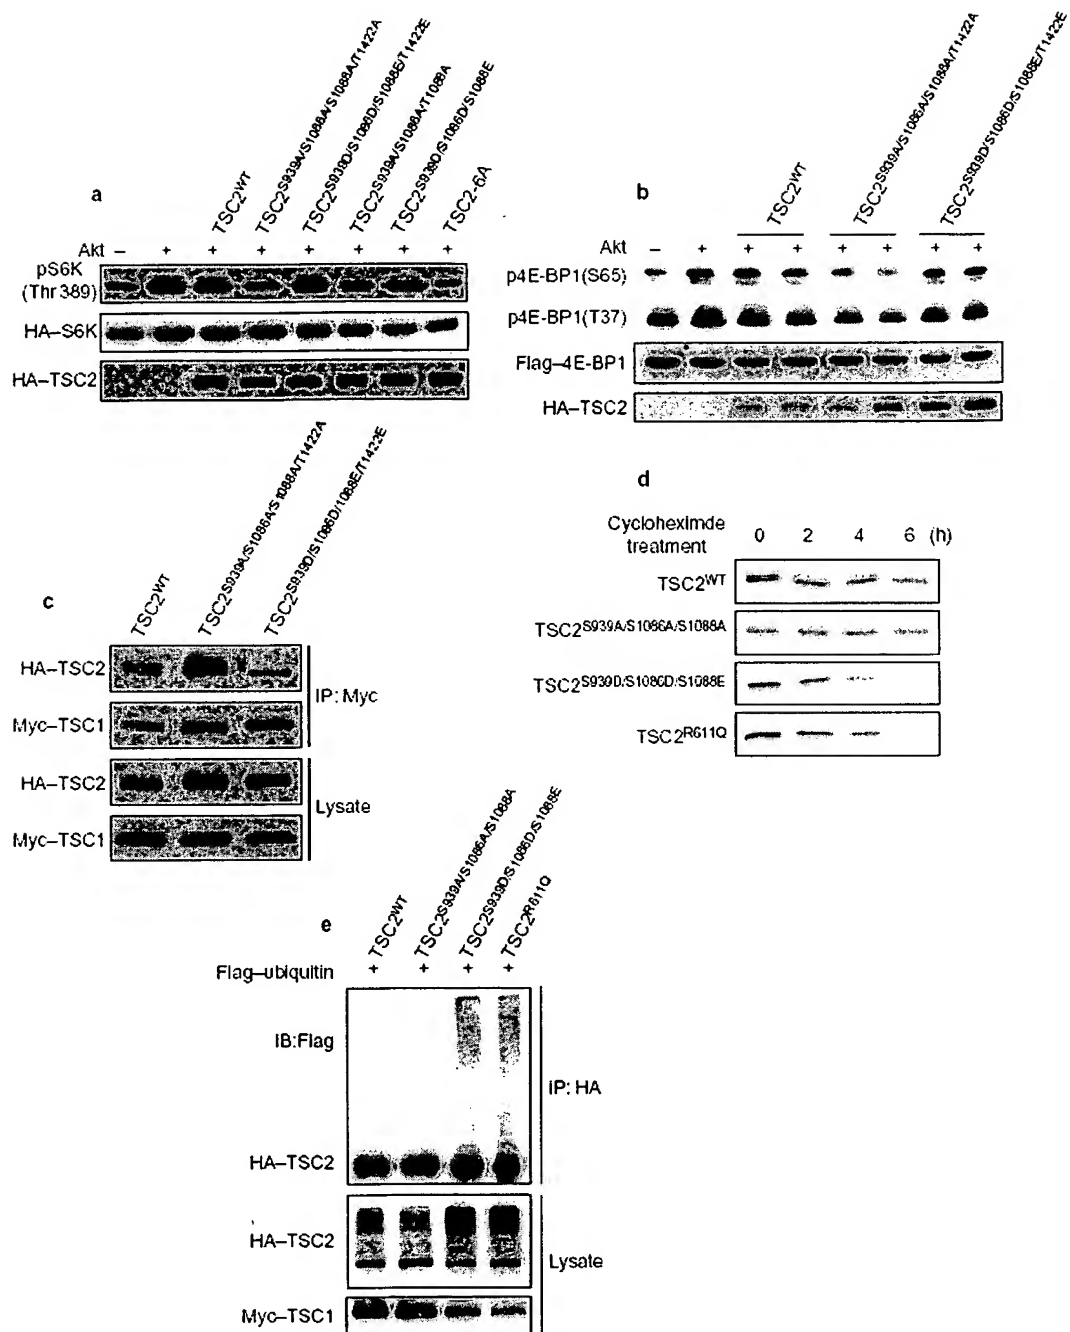 a
TSC2WT
TSC2S939A/S1086A/S1088A/T1422A
TSC2S939D/S1086D/S1088E/T1422E
TSC2S939A/S1086A/T1088A
TSC2S939D/S1086D/S1088E
TSC2-6A
Akt – + + + + + + +
pS6K
(Thr 389)
HA–S6K
HA–TSC2
b
TSC2WT
TSC2S939A/S1086A/S1088A/T1422A
TSC2S939D/S1086D/S1088E/T1422E
Akt – + + + + + + +
p4E-BP1(S65)
p4E-BP1(T37)
Flag–4E-BP1
HA–TSC2
c
TSC2WT
TSC2S939A/S1086A/S1088A/T1422A
TSC2S939D/S1086D/1088E/T1422E
HA–TSC2
Myc–TSC1
IP: Myc
HA–TSC2
Myc–TSC1
Lysate
d
Cycloheximde
treatment
0 2 4 6 (h)
TSC2WT
TSC2S939A/S1086A/S1088A
TSC2S939D/S1086D/S1088E
TSC2R611Q
e
TSC2WT
TSC2S939A/S1086A/S1088A
TSC2S939D/S1086D/S1088E
TSC2R611Q
Flag–ubiquitin + + + +
IB:Flag
HA–TSC2
IP: HA
HA–TSC2
Myc–TSC1
Lysate